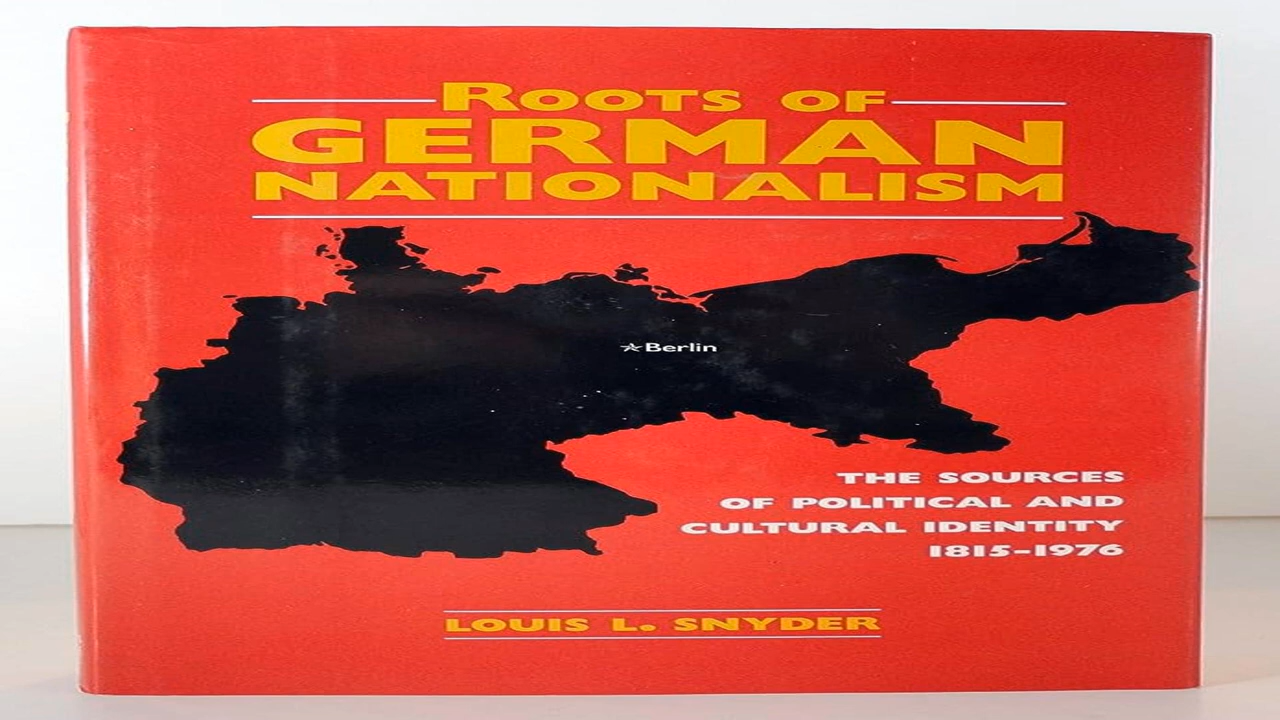 ROOTS OF
GERMAN
NATIONALISM
Berlin
THE SOURCES
OF POLITICAL AND
CULTURAL IDENTITY
1815-1976
LOUIS L. SNYDER